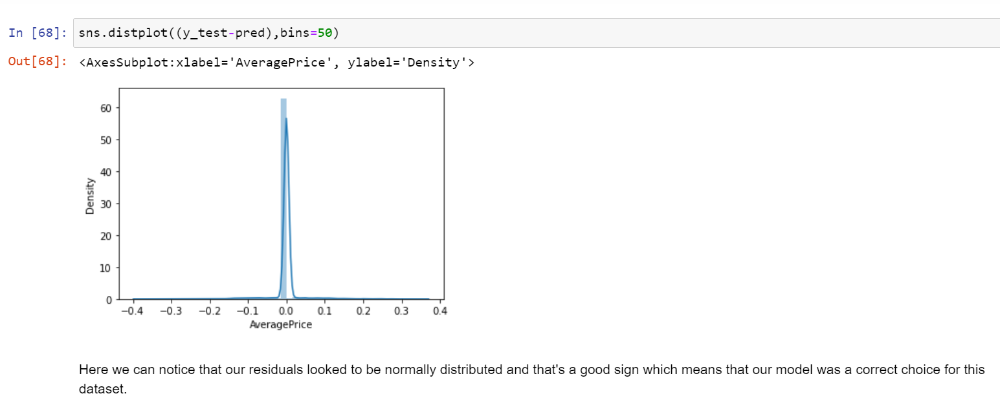 In [68]: sns.distplot((y_test-pred),bins=50)
Out[68]: <AxesSubplot:xlabel='AveragePrice', ylabel='Density'>
60
50
40
30
20
10
0
Density
−0.4 −0.3 −0.2 −0.1 0.0 0.1 0.2 0.3 0.4
AveragePrice
Here we can notice that our residuals looked to be normally distributed and that's a good sign which means that our model was a correct choice for this
dataset.